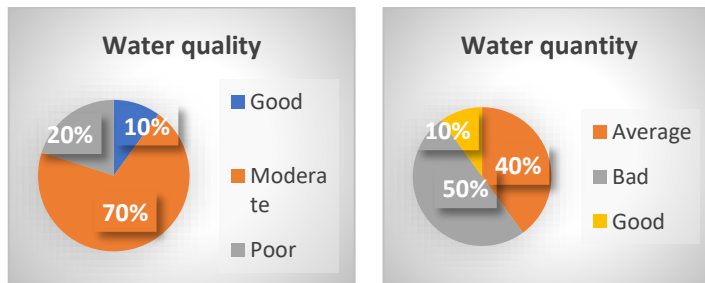 Water quality
10%
20%
70%
Good
Modera
te
Poor
Water quantity
10%
40%
50%
Average
Bad
Good